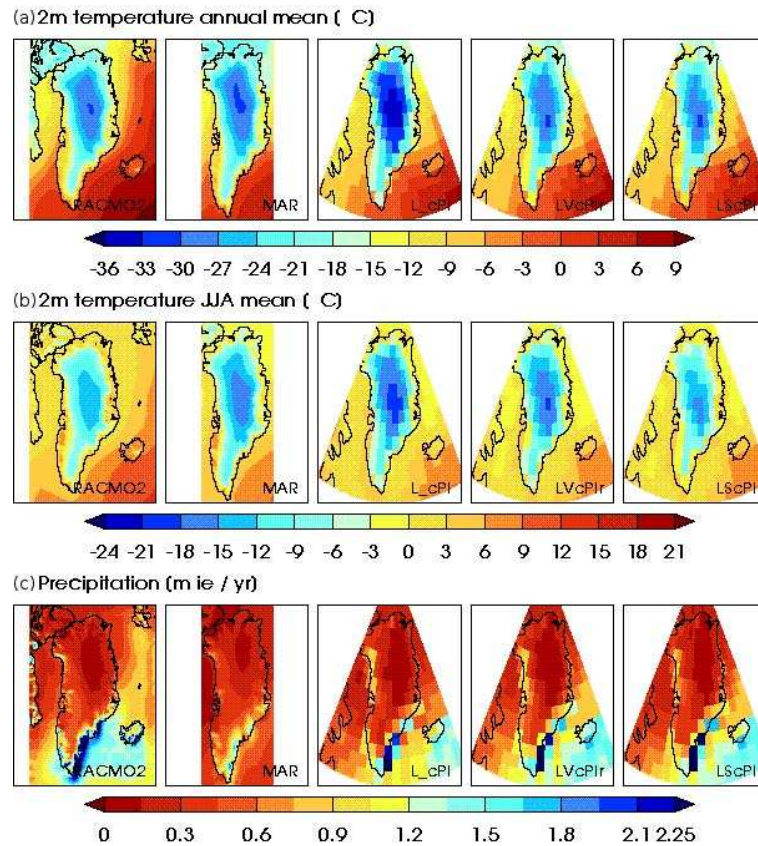 (a) 2m temperature annual mean [ C]
RACMO2 MAR L_cPI LVcPIr LScPI
-36 -33 -30 -27 -24 -21 -18 -15 -12 -9 -6 -3 0 3 6 9
(b) 2m temperature JJA mean [ C]
RACMO2 MAR L_cPI LVcPIr LScPI
-24 -21 -18 -15 -12 -9 -6 -3 0 3 6 9 12 15 18 21
(c) Precipitation [m ie / yr]
RACMO2 MAR L_cPI LVcPIr LScPI
0 0.3 0.6 0.9 1.2 1.5 1.8 2.1 2.25